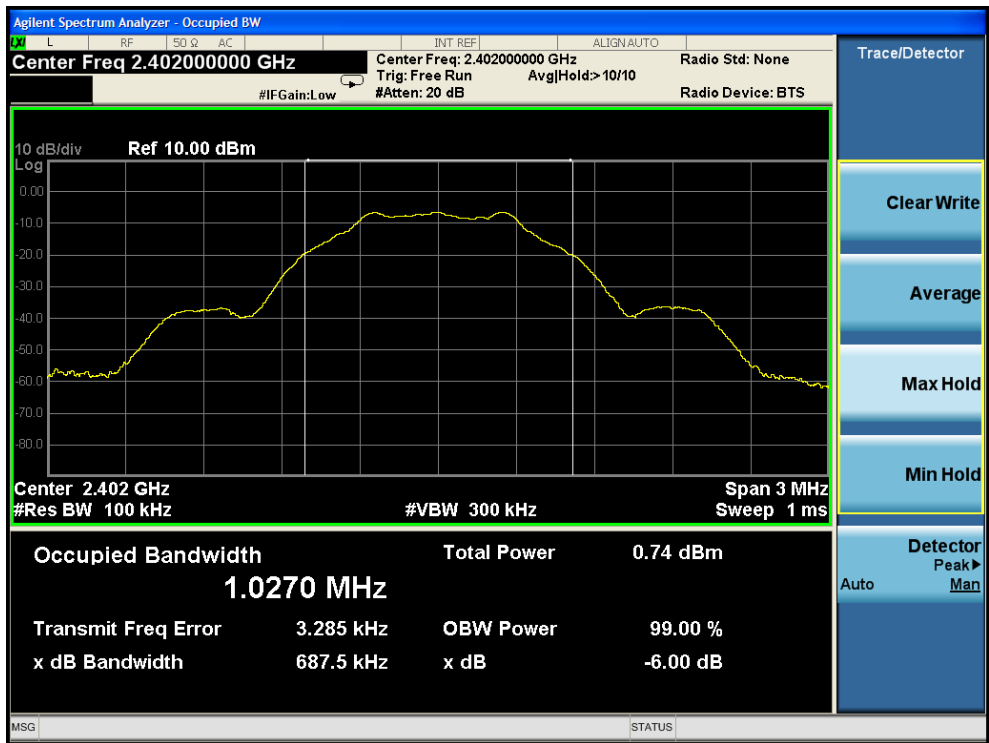 Agilent Spectrum Analyzer - Occupied BW
LXI L RF 50 Ω AC INT REF ALIGN AUTO
Center Freq 2.402000000 GHz
Center Freq: 2.402000000 GHz
Radio Std: None
Trig: Free Run Avg|Hold:> 10/10
#IFGain:Low
#Atten: 20 dB
Radio Device: BTS
10 dB/div Ref 10.00 dBm
Log
0.00
-10.0
-20.0
-30.0
-40.0
-50.0
-60.0
-70.0
-80.0
Center 2.402 GHz
Span 3 MHz
#Res BW 100 kHz
#VBW 300 kHz
Sweep 1 ms
Occupied Bandwidth
Total Power 0.74 dBm
1.0270 MHz
Transmit Freq Error 3.285 kHz
OBW Power 99.00 %
x dB Bandwidth 687.5 kHz
x dB -6.00 dB
MSG
STATUS
Trace/Detector
Clear Write
Average
Max Hold
Min Hold
Detector
Peak▶
Auto Man